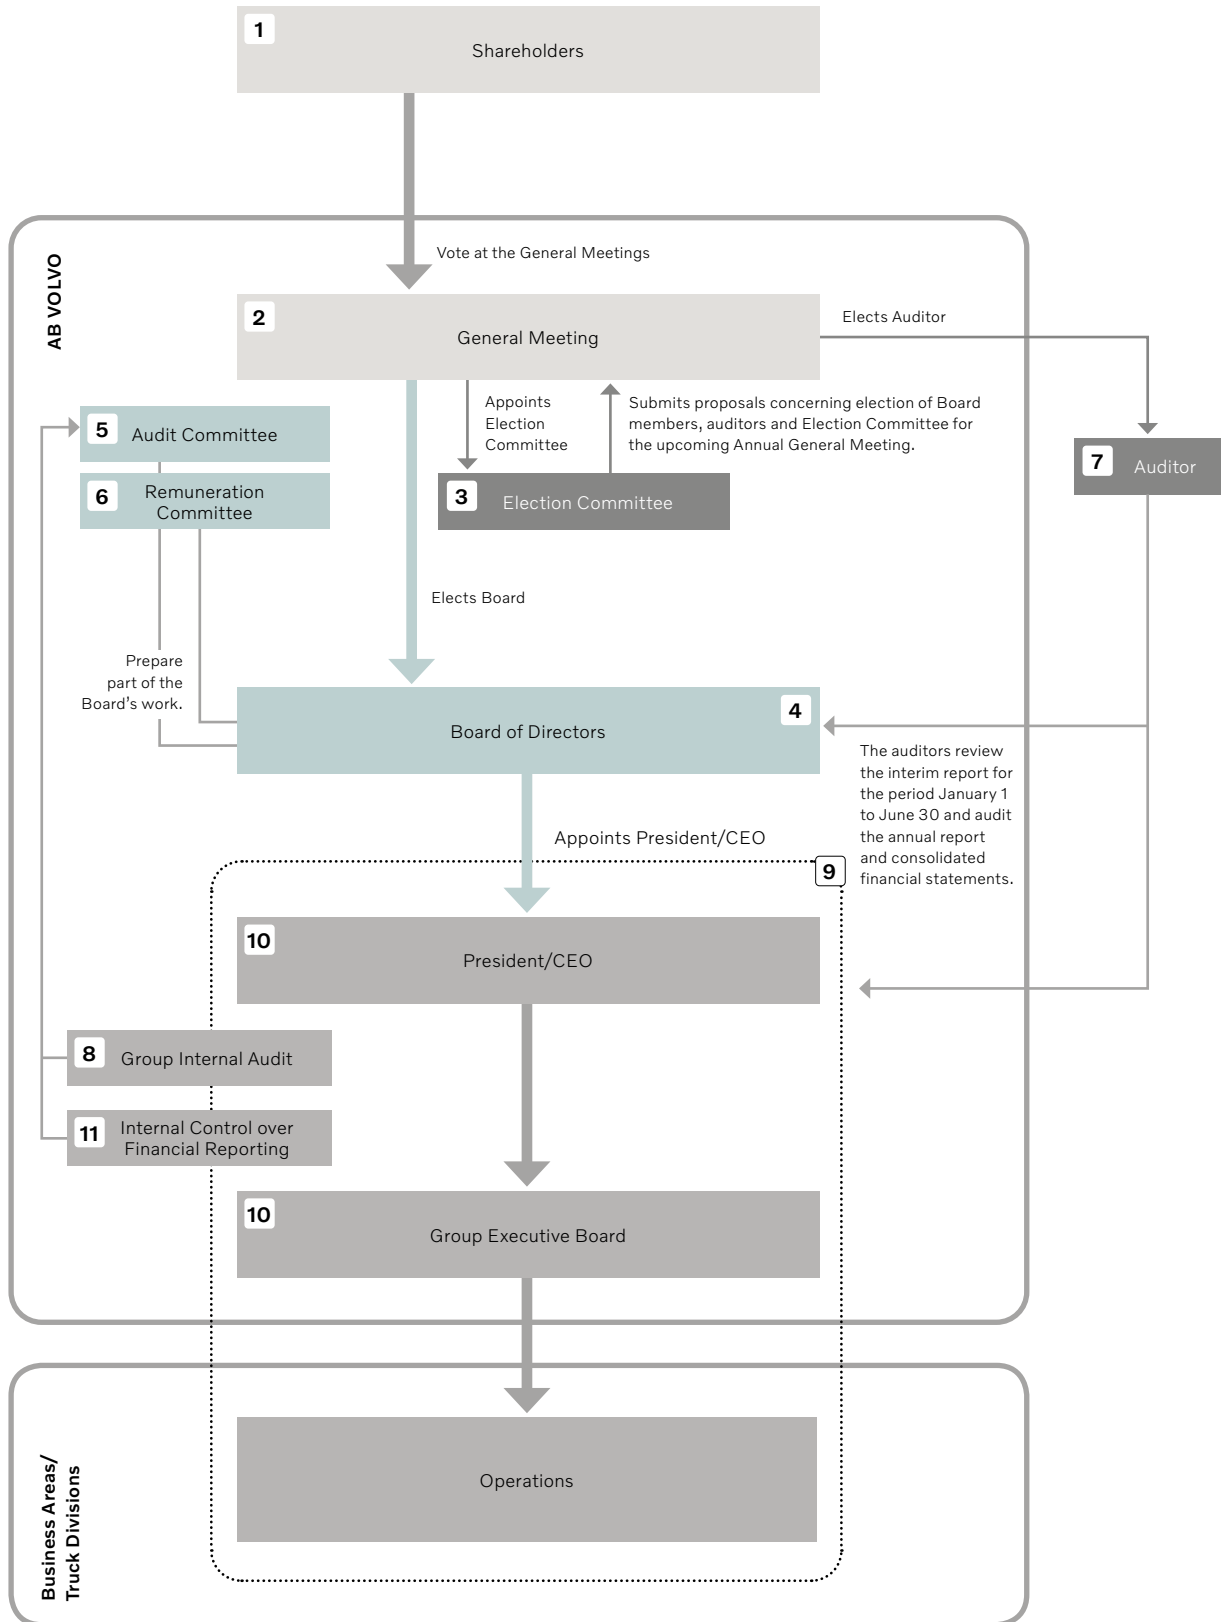 1
Shareholders
AB VOLVO
Vote at the General Meetings
2
General Meeting
Elects Auditor
Appoints
Election
Committee
Submits proposals concerning election of Board
members, auditors and Election Committee for
the upcoming Annual General Meeting.
5
Audit Committee
6
Remuneration
Committee
3
Election Committee
7
Auditor
Elects Board
Prepare
part of the
Board’s work.
4
Board of Directors
The auditors review
the interim report for
the period January 1
to June 30 and audit
the annual report
and consolidated
financial statements.
Appoints President/CEO
9
10
President/CEO
8
Group Internal Audit
11
Internal Control over
Financial Reporting
10
Group Executive Board
Business Areas/
Truck Divisions
Operations